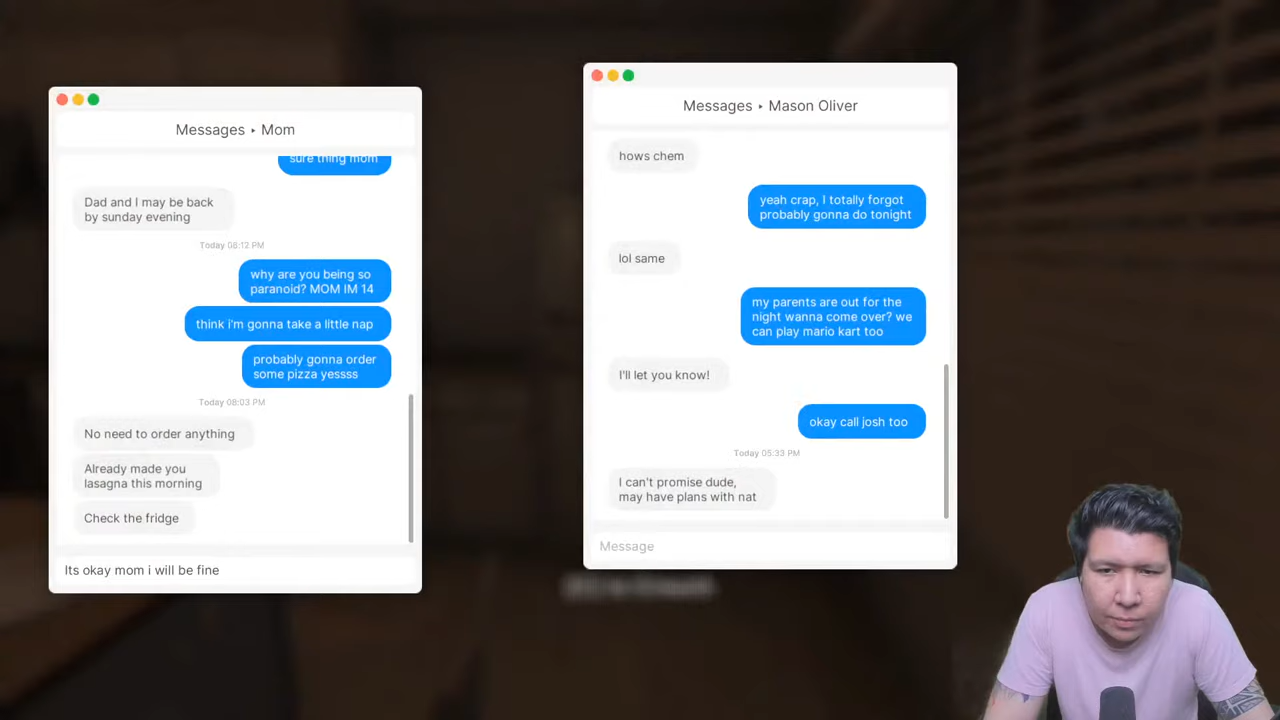 Messages ▸ Mom
sure thing mom
Dad and I may be back
by sunday evening
Today 08:12 PM
why are you being so
paranoid? MOM IM 14
think i'm gonna take a little nap
probably gonna order
some pizza yessss
Today 08:03 PM
No need to order anything
Already made you
lasagna this morning
Check the fridge
Its okay mom i will be fine
Messages ▸ Mason Oliver
hows chem
yeah crap, I totally forgot
probably gonna do tonight
lol same
my parents are out for the
night wanna come over? we
can play mario kart too
I'll let you know!
okay call josh too
Today 05:33 PM
I can't promise dude,
may have plans with nat
Message